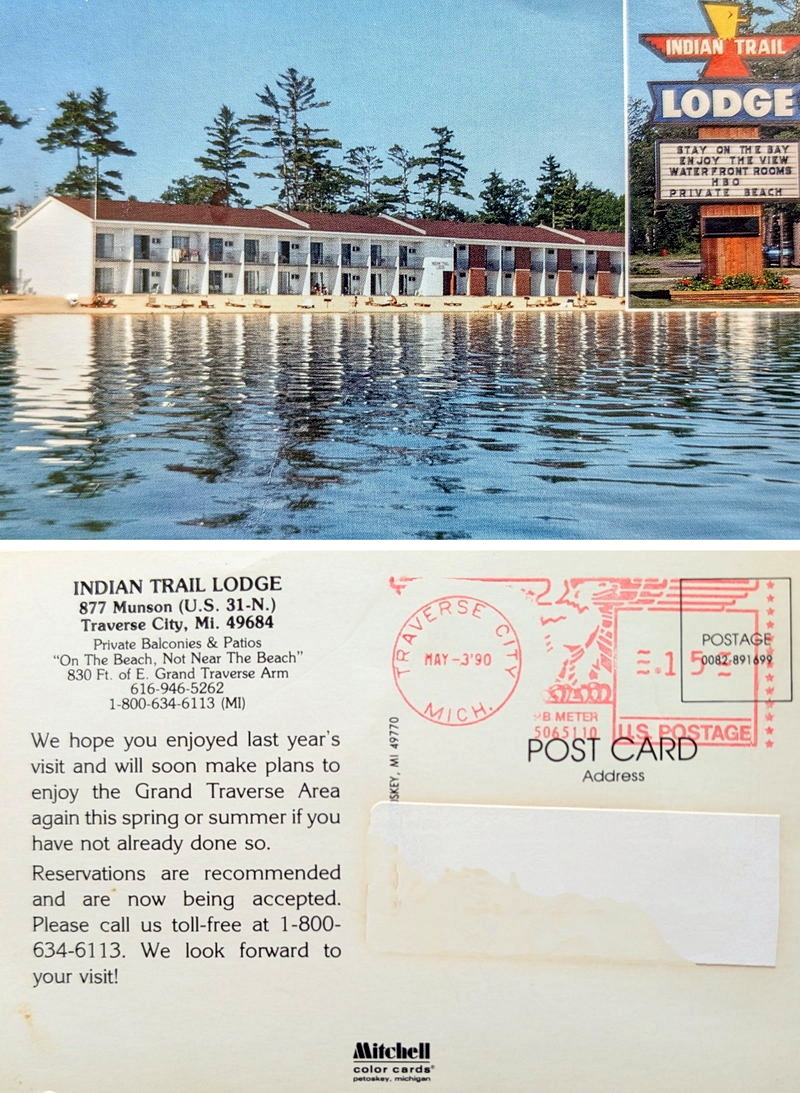 INDIAN TRAIL
LODGE
STAY ON THE BAY
ENJOY THE VIEW
WATERFRONT ROOMS
HBO
PRIVATE BEACH
INDIAN TRAIL LODGE
877 Munson (U.S. 31-N.)
Traverse City, Mi. 49684
Private Balconies & Patios
"On The Beach, Not Near The Beach"
830 Ft. of E. Grand Traverse Arm
616-946-5262
1-800-634-6113 (MI)
We hope you enjoyed last year's
visit and will soon make plans to
enjoy the Grand Traverse Area
again this spring or summer if you
have not already done so.
Reservations are recommended
and are now being accepted.
Please call us toll-free at 1-800-
634-6113. We look forward to
your visit!
TRAVERSE CITY
MAY -3'90
MICH.
.15
P.B. METER
5065110
U.S. POSTAGE
POSTAGE
0082-891699
POST CARD
Address
SKEY, MI 49770
Mitchell
color cards®
petoskey, michigan